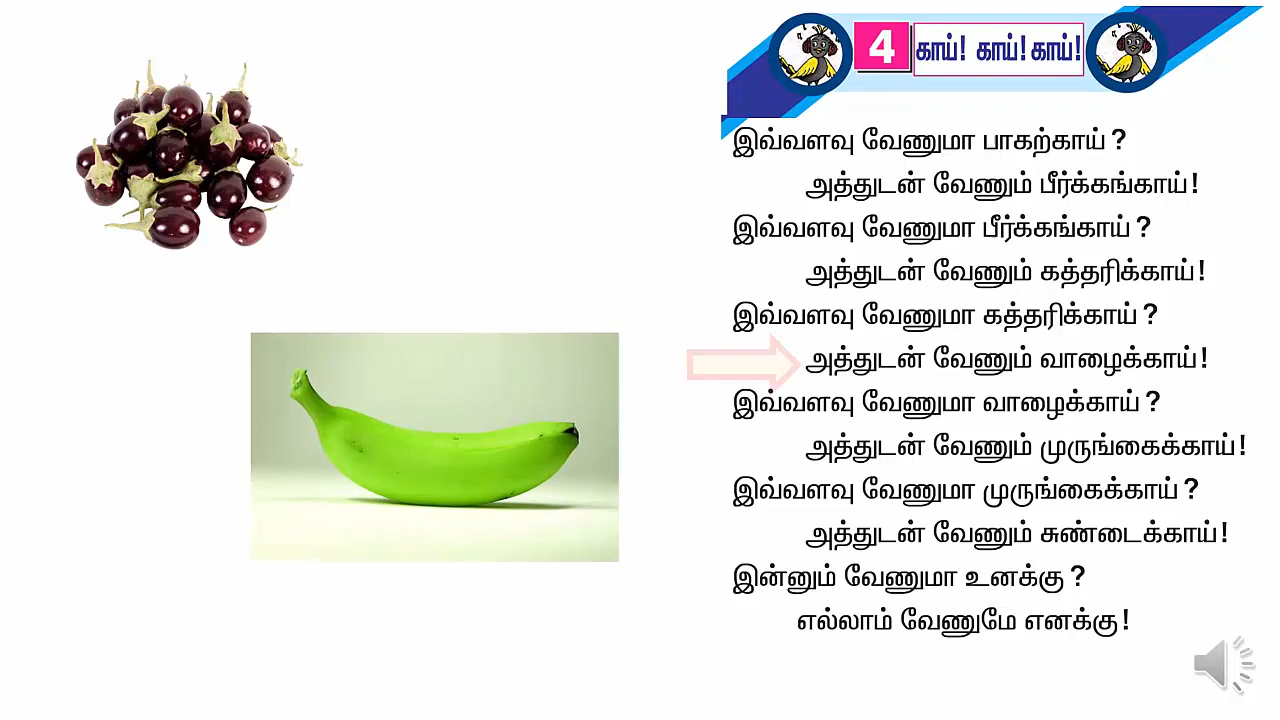 4 காய்! காய்! காய்!
இவ்வளவு வேணுமா பாகற்காய் ?
அத்துடன் வேணும் பீர்க்கங்காய்!
இவ்வளவு வேணுமா பீர்க்கங்காய் ?
அத்துடன் வேணும் கத்தரிக்காய்!
இவ்வளவு வேணுமா கத்தரிக்காய் ?
அத்துடன் வேணும் வாழைக்காய்!
இவ்வளவு வேணுமா வாழைக்காய் ?
அத்துடன் வேணும் முருங்கைக்காய்!
இவ்வளவு வேணுமா முருங்கைக்காய் ?
அத்துடன் வேணும் சுண்டைக்காய்!
இன்னும் வேணுமா உனக்கு ?
எல்லாம் வேணுமே எனக்கு!